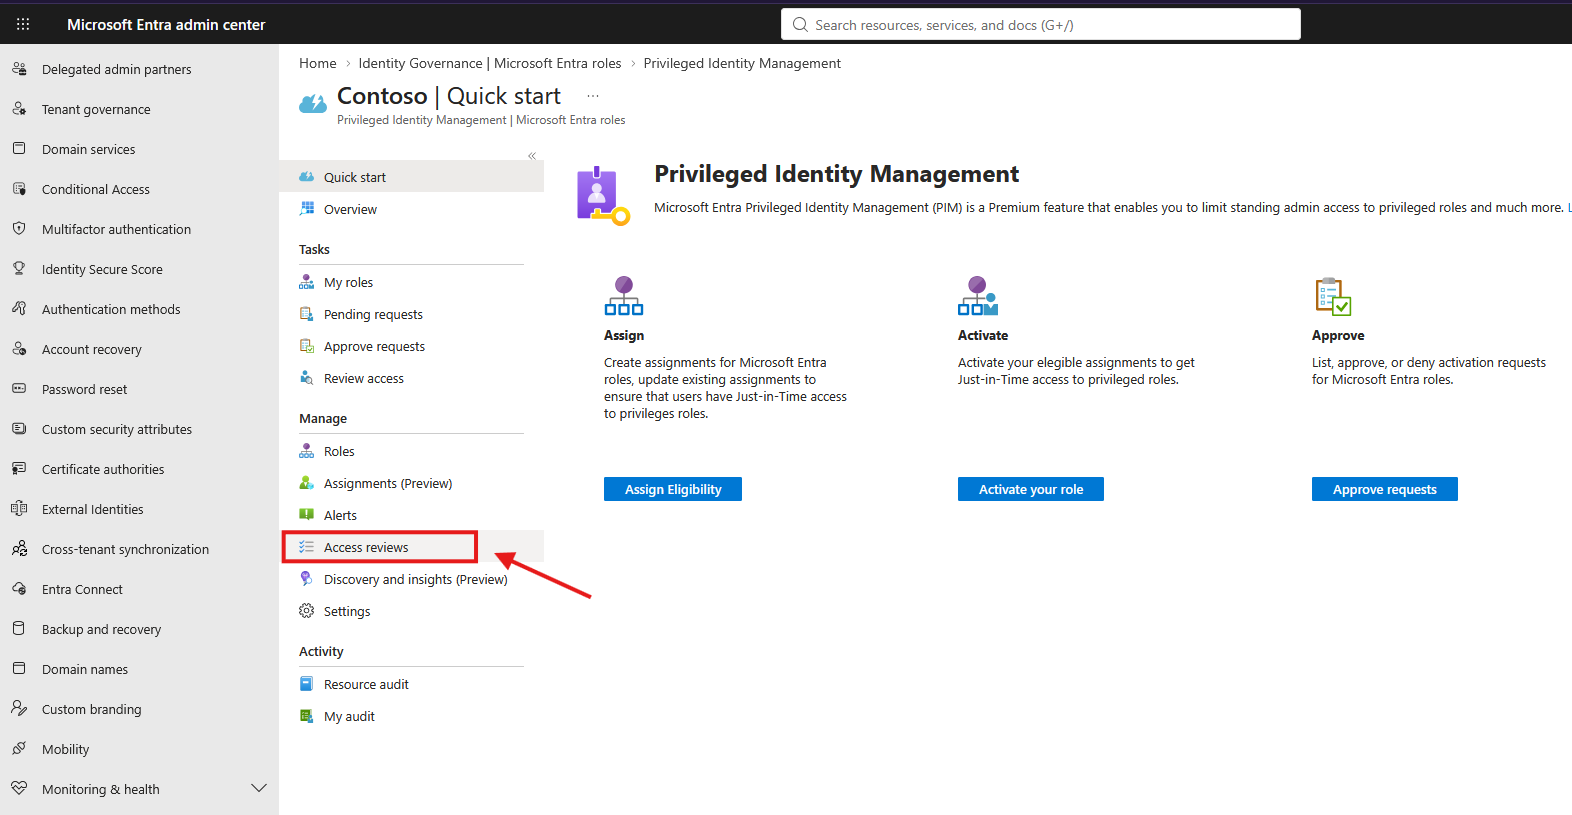 Microsoft Entra admin center
Search resources, services, and docs (G+/)
Delegated admin partners
Tenant governance
Domain services
Conditional Access
Multifactor authentication
Identity Secure Score
Authentication methods
Account recovery
Password reset
Custom security attributes
Certificate authorities
External Identities
Cross-tenant synchronization
Entra Connect
Backup and recovery
Domain names
Custom branding
Mobility
Monitoring & health
Home > Identity Governance | Microsoft Entra roles > Privileged Identity Management
Contoso | Quick start ...
Privileged Identity Management | Microsoft Entra roles
«
Quick start
Overview
Tasks
My roles
Pending requests
Approve requests
Review access
Manage
Roles
Assignments (Preview)
Alerts
Access reviews
Discovery and insights (Preview)
Settings
Activity
Resource audit
My audit
Privileged Identity Management
Microsoft Entra Privileged Identity Management (PIM) is a Premium feature that enables you to limit standing admin access to privileged roles and much more.
Assign
Create assignments for Microsoft Entra
roles, update existing assignments to
ensure that users have Just-in-Time access
to privileges roles.
Assign Eligibility
Activate
Activate your elegible assignments to get
Just-in-Time access to privileged roles.
Activate your role
Approve
List, approve, or deny activation requests
for Microsoft Entra roles.
Approve requests